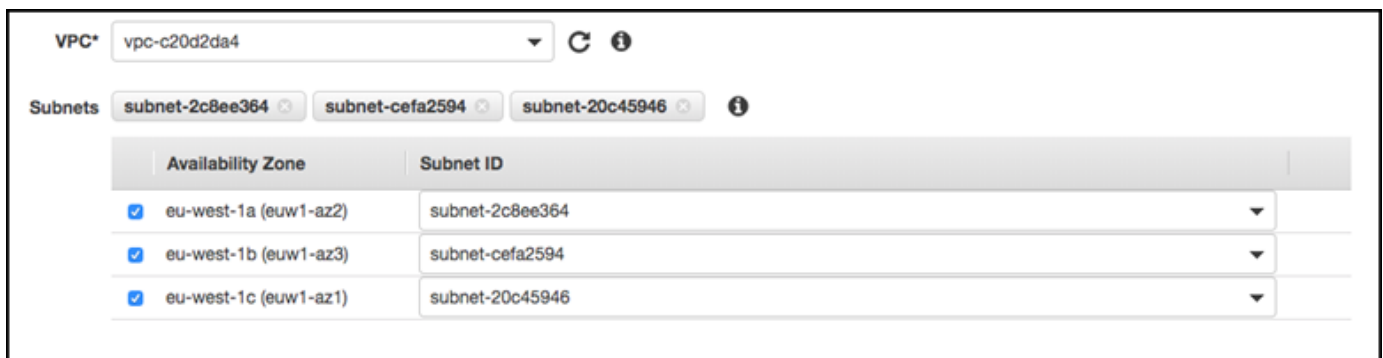 VPC* vpc-c20d2da4
Subnets subnet-2c8ee364 subnet-cefa2594 subnet-20c45946
Availability Zone Subnet ID
eu-west-1a (euw1-az2) subnet-2c8ee364
eu-west-1b (euw1-az3) subnet-cefa2594
eu-west-1c (euw1-az1) subnet-20c45946